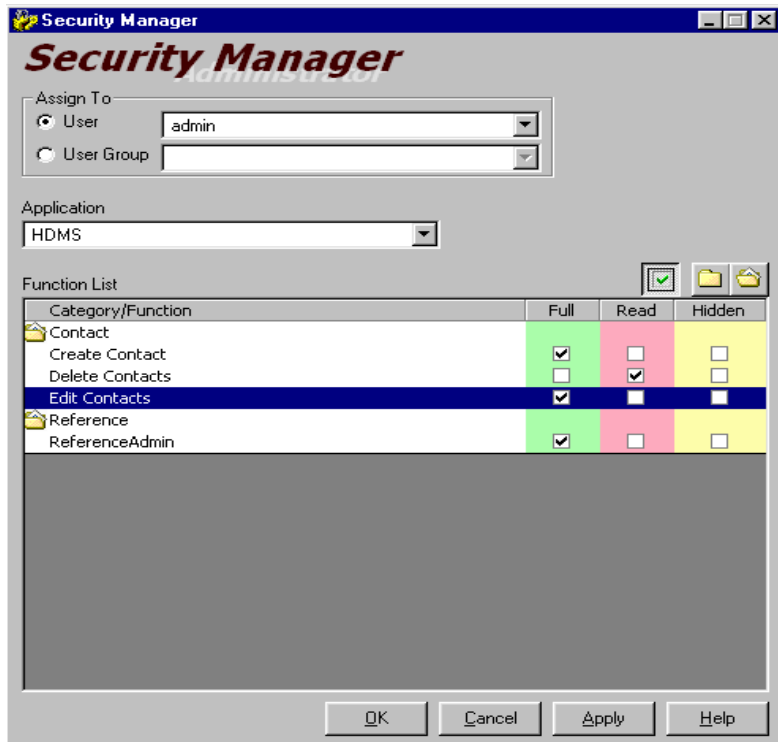 Security Manager
Security Manager
Administrator
Assign To
User admin
User Group
Application
HDMS
Function List
Category/Function Full Read Hidden
Contact
Create Contact
Delete Contacts
Edit Contacts
Reference
ReferenceAdmin
OK Cancel Apply Help